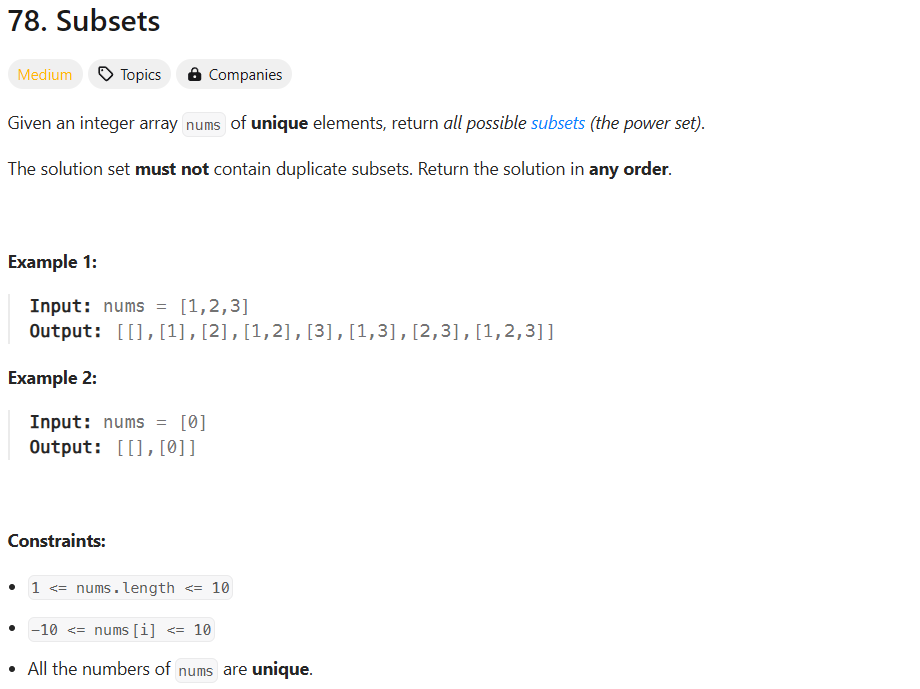 78. Subsets
Medium Topics Companies
Given an integer array nums of unique elements, return all possible subsets (the power set).
The solution set must not contain duplicate subsets. Return the solution in any order.
Example 1:
Input: nums = [1,2,3]
Output: [[],[1],[2],[1,2],[3],[1,3],[2,3],[1,2,3]]
Example 2:
Input: nums = [0]
Output: [[],[0]]
Constraints:
• 1 <= nums.length <= 10
• -10 <= nums[i] <= 10
• All the numbers of nums are unique.